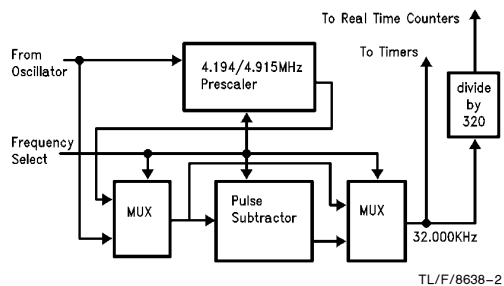 To Real Time Counters
To Timers
From
Oscillator
4.194/4.915MHz
Prescaler
divide
by
320
Frequency
Select
MUX
Pulse
Subtractor
MUX
32.000KHz
TL/F/8638-2